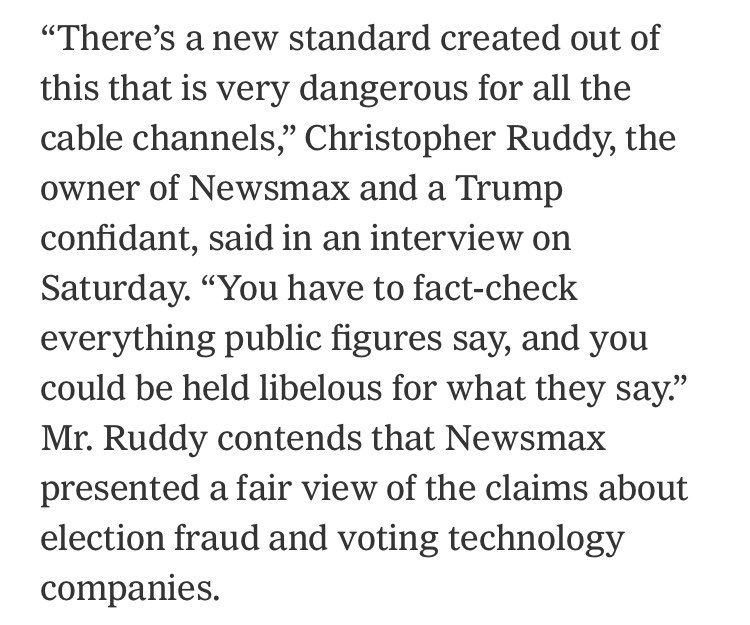 “There’s a new standard created out of
this that is very dangerous for all the
cable channels,” Christopher Ruddy, the
owner of Newsmax and a Trump
confidant, said in an interview on
Saturday. “You have to fact-check
everything public figures say, and you
could be held libelous for what they say.”
Mr. Ruddy contends that Newsmax
presented a fair view of the claims about
election fraud and voting technology
companies.